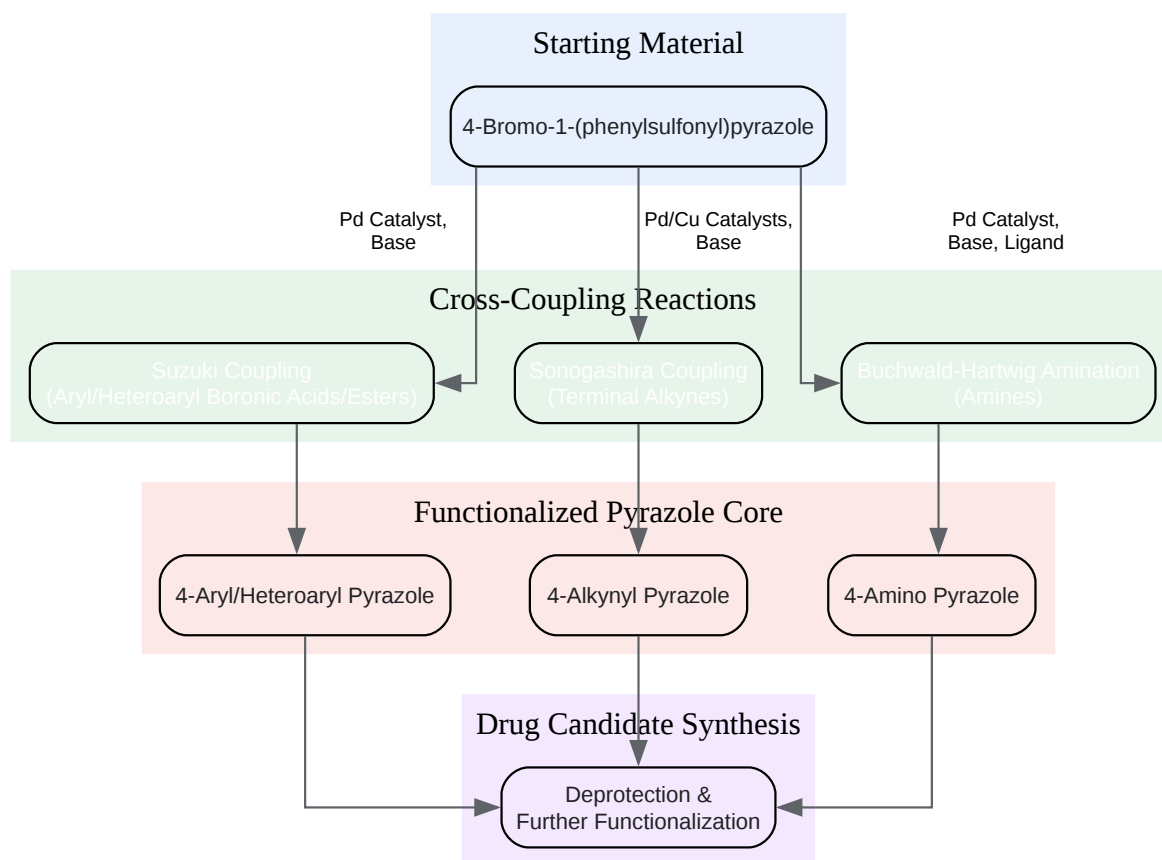 Starting Material
4-Bromo-1-(phenylsulfonyl)pyrazole
Pd Catalyst,
Base
Pd/Cu Catalysts,
Base
Pd Catalyst,
Base, Ligand
Cross-Coupling Reactions
Suzuki Coupling
(Aryl/Heteroaryl Boronic Acids/Esters)
Sonogashira Coupling
(Terminal Alkynes)
Buchwald-Hartwig Amination
(Amines)
Functionalized Pyrazole Core
4-Aryl/Heteroaryl Pyrazole
4-Alkynyl Pyrazole
4-Amino Pyrazole
Drug Candidate Synthesis
Deprotection &
Further Functionalization